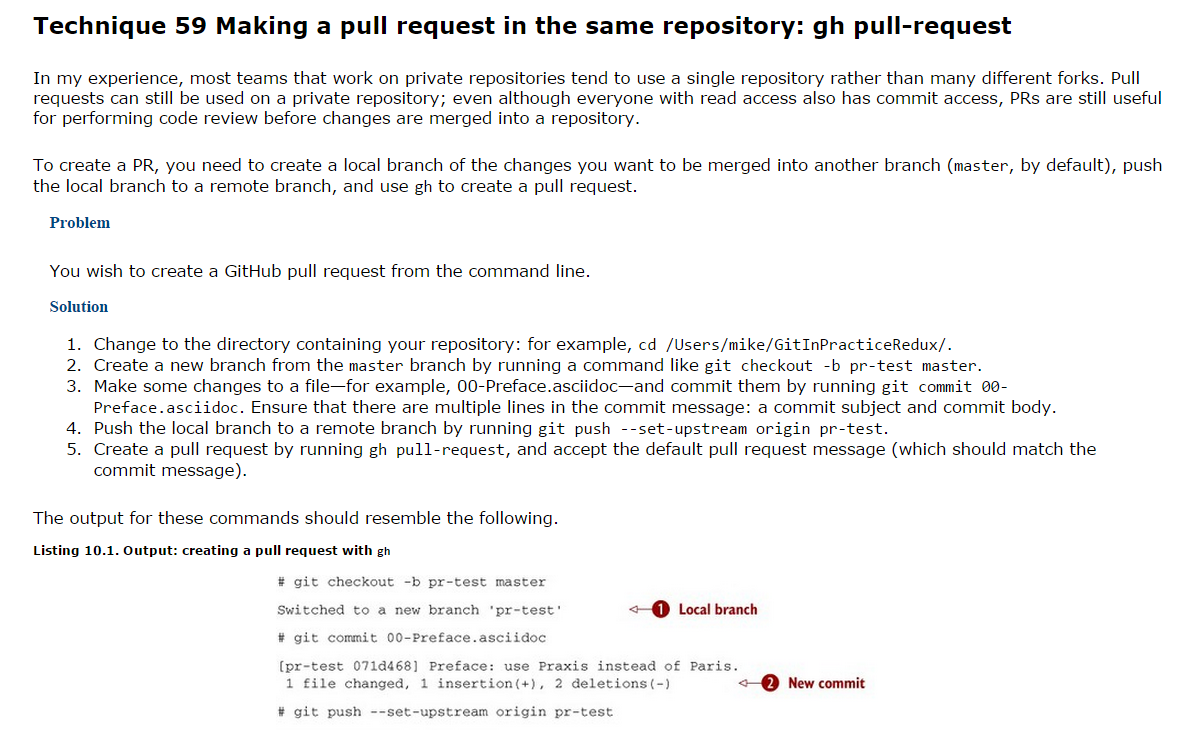 Technique 59 Making a pull request in the same repository: gh pull-request
In my experience, most teams that work on private repositories tend to use a single repository rather than many different forks. Pull
requests can still be used on a private repository; even although everyone with read access also has commit access, PRs are still useful
for performing code review before changes are merged into a repository.
To create a PR, you need to create a local branch of the changes you want to be merged into another branch (master, by default), push
the local branch to a remote branch, and use gh to create a pull request.
Problem
You wish to create a GitHub pull request from the command line.
Solution
1. Change to the directory containing your repository: for example, cd /Users/mike/GitInPracticeRedux/.
2. Create a new branch from the master branch by running a command like git checkout -b pr-test master.
3. Make some changes to a file—for example, 00-Preface.asciidoc—and commit them by running git commit 00-
Preface.asciidoc. Ensure that there are multiple lines in the commit message: a commit subject and commit body.
4. Push the local branch to a remote branch by running git push --set-upstream origin pr-test.
5. Create a pull request by running gh pull-request, and accept the default pull request message (which should match the
commit message).
The output for these commands should resemble the following.
Listing 10.1. Output: creating a pull request with gh
# git checkout -b pr-test master
Switched to a new branch 'pr-test' 1 Local branch
# git commit 00-Preface.asciidoc
[pr-test 071d468] Preface: use Praxis instead of Paris.
1 file changed, 1 insertion(+), 2 deletions(-) 2 New commit
# git push --set-upstream origin pr-test